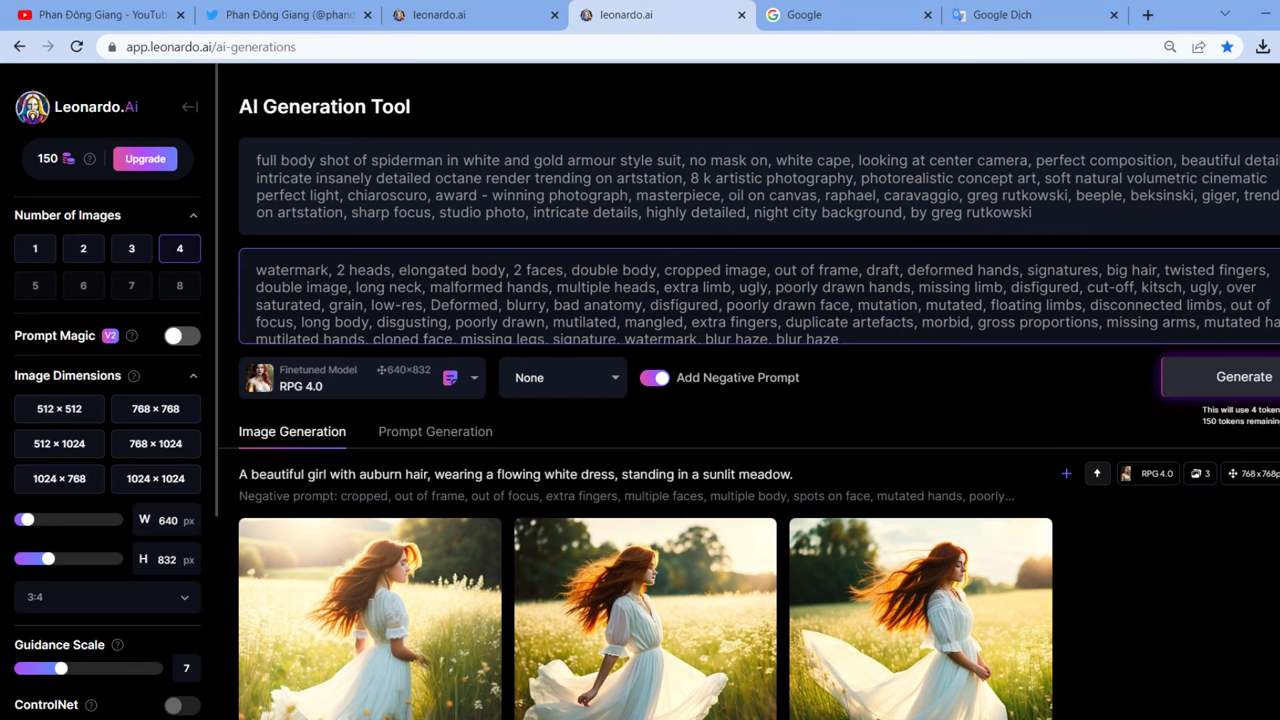 Phan Đông Giang - YouTub
Phan Đông Giang (@phand
leonardo.ai
leonardo.ai
Google
Google Dịch
app.leonardo.ai/ai-generations
Leonardo.Ai
150
Upgrade
Number of Images
1 2 3 4
5 6 7 8
Prompt Magic V2
Image Dimensions
512 × 512 768 × 768
512 × 1024 768 × 1024
1024 × 768 1024 × 1024
W 640 px
H 832 px
3:4
Guidance Scale
7
ControlNet
AI Generation Tool
full body shot of spiderman in white and gold armour style suit, no mask on, white cape, looking at center camera, perfect composition, beautiful detai
intricate insanely detailed octane render trending on artstation, 8 k artistic photography, photorealistic concept art, soft natural volumetric cinematic
perfect light, chiaroscuro, award - winning photograph, masterpiece, oil on canvas, raphael, caravaggio, greg rutkowski, beeple, beksinski, giger, trend
on artstation, sharp focus, studio photo, intricate details, highly detailed, night city background, by greg rutkowski
watermark, 2 heads, elongated body, 2 faces, double body, cropped image, out of frame, draft, deformed hands, signatures, big hair, twisted fingers,
double image, long neck, malformed hands, multiple heads, extra limb, ugly, poorly drawn hands, missing limb, disfigured, cut-off, kitsch, ugly, over
saturated, grain, low-res, Deformed, blurry, bad anatomy, disfigured, poorly drawn face, mutation, mutated, floating limbs, disconnected limbs, out of
focus, long body, disgusting, poorly drawn, mutilated, mangled, extra fingers, duplicate artefacts, morbid, gross proportions, missing arms, mutated ha
mutilated hands, cloned face, missing legs, signature, watermark, blur haze, blur haze
Finetuned Model 640×832
RPG 4.0
None
Add Negative Prompt
Generate
This will use 4 token
150 tokens remainin
Image Generation
Prompt Generation
A beautiful girl with auburn hair, wearing a flowing white dress, standing in a sunlit meadow.
RPG 4.0 3 768x768p
Negative prompt: cropped, out of frame, out of focus, extra fingers, multiple faces, multiple body, spots on face, mutated hands, poorly...